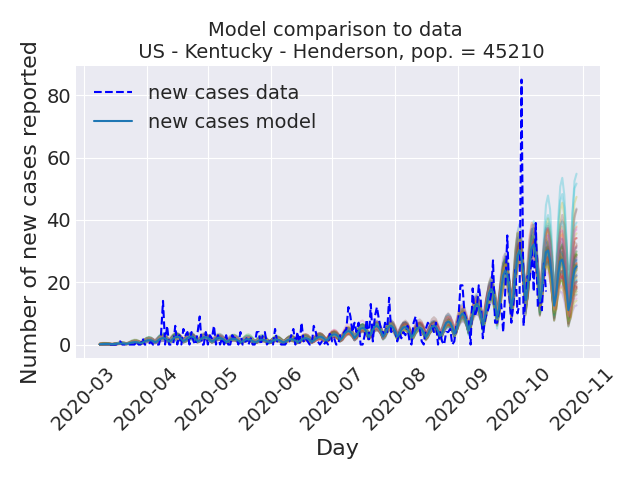 Model comparison to data
US - Kentucky - Henderson, pop. = 45210
Number of new cases reported
80
60
40
20
0
new cases data
new cases model
2020-03
2020-04
2020-05
2020-06
2020-07
2020-08
2020-09
2020-10
2020-11
Day